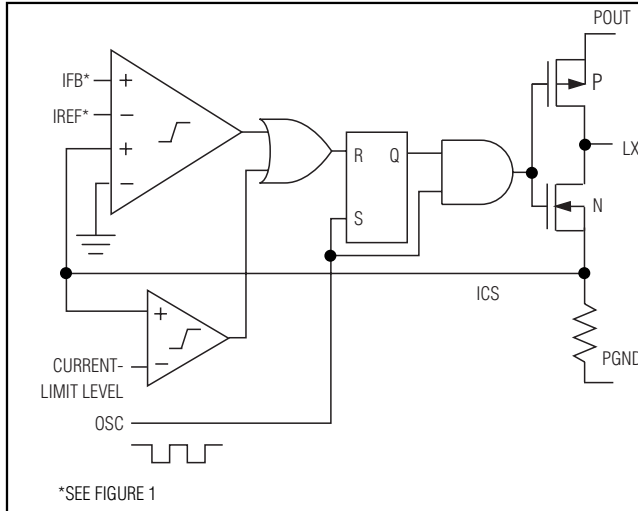 POUT
IFB*
+
P
IREF*
−
+
R
Q
LX
−
N
S
ICS
+
CURRENT-
LIMIT LEVEL
−
PGND
OSC
*SEE FIGURE 1